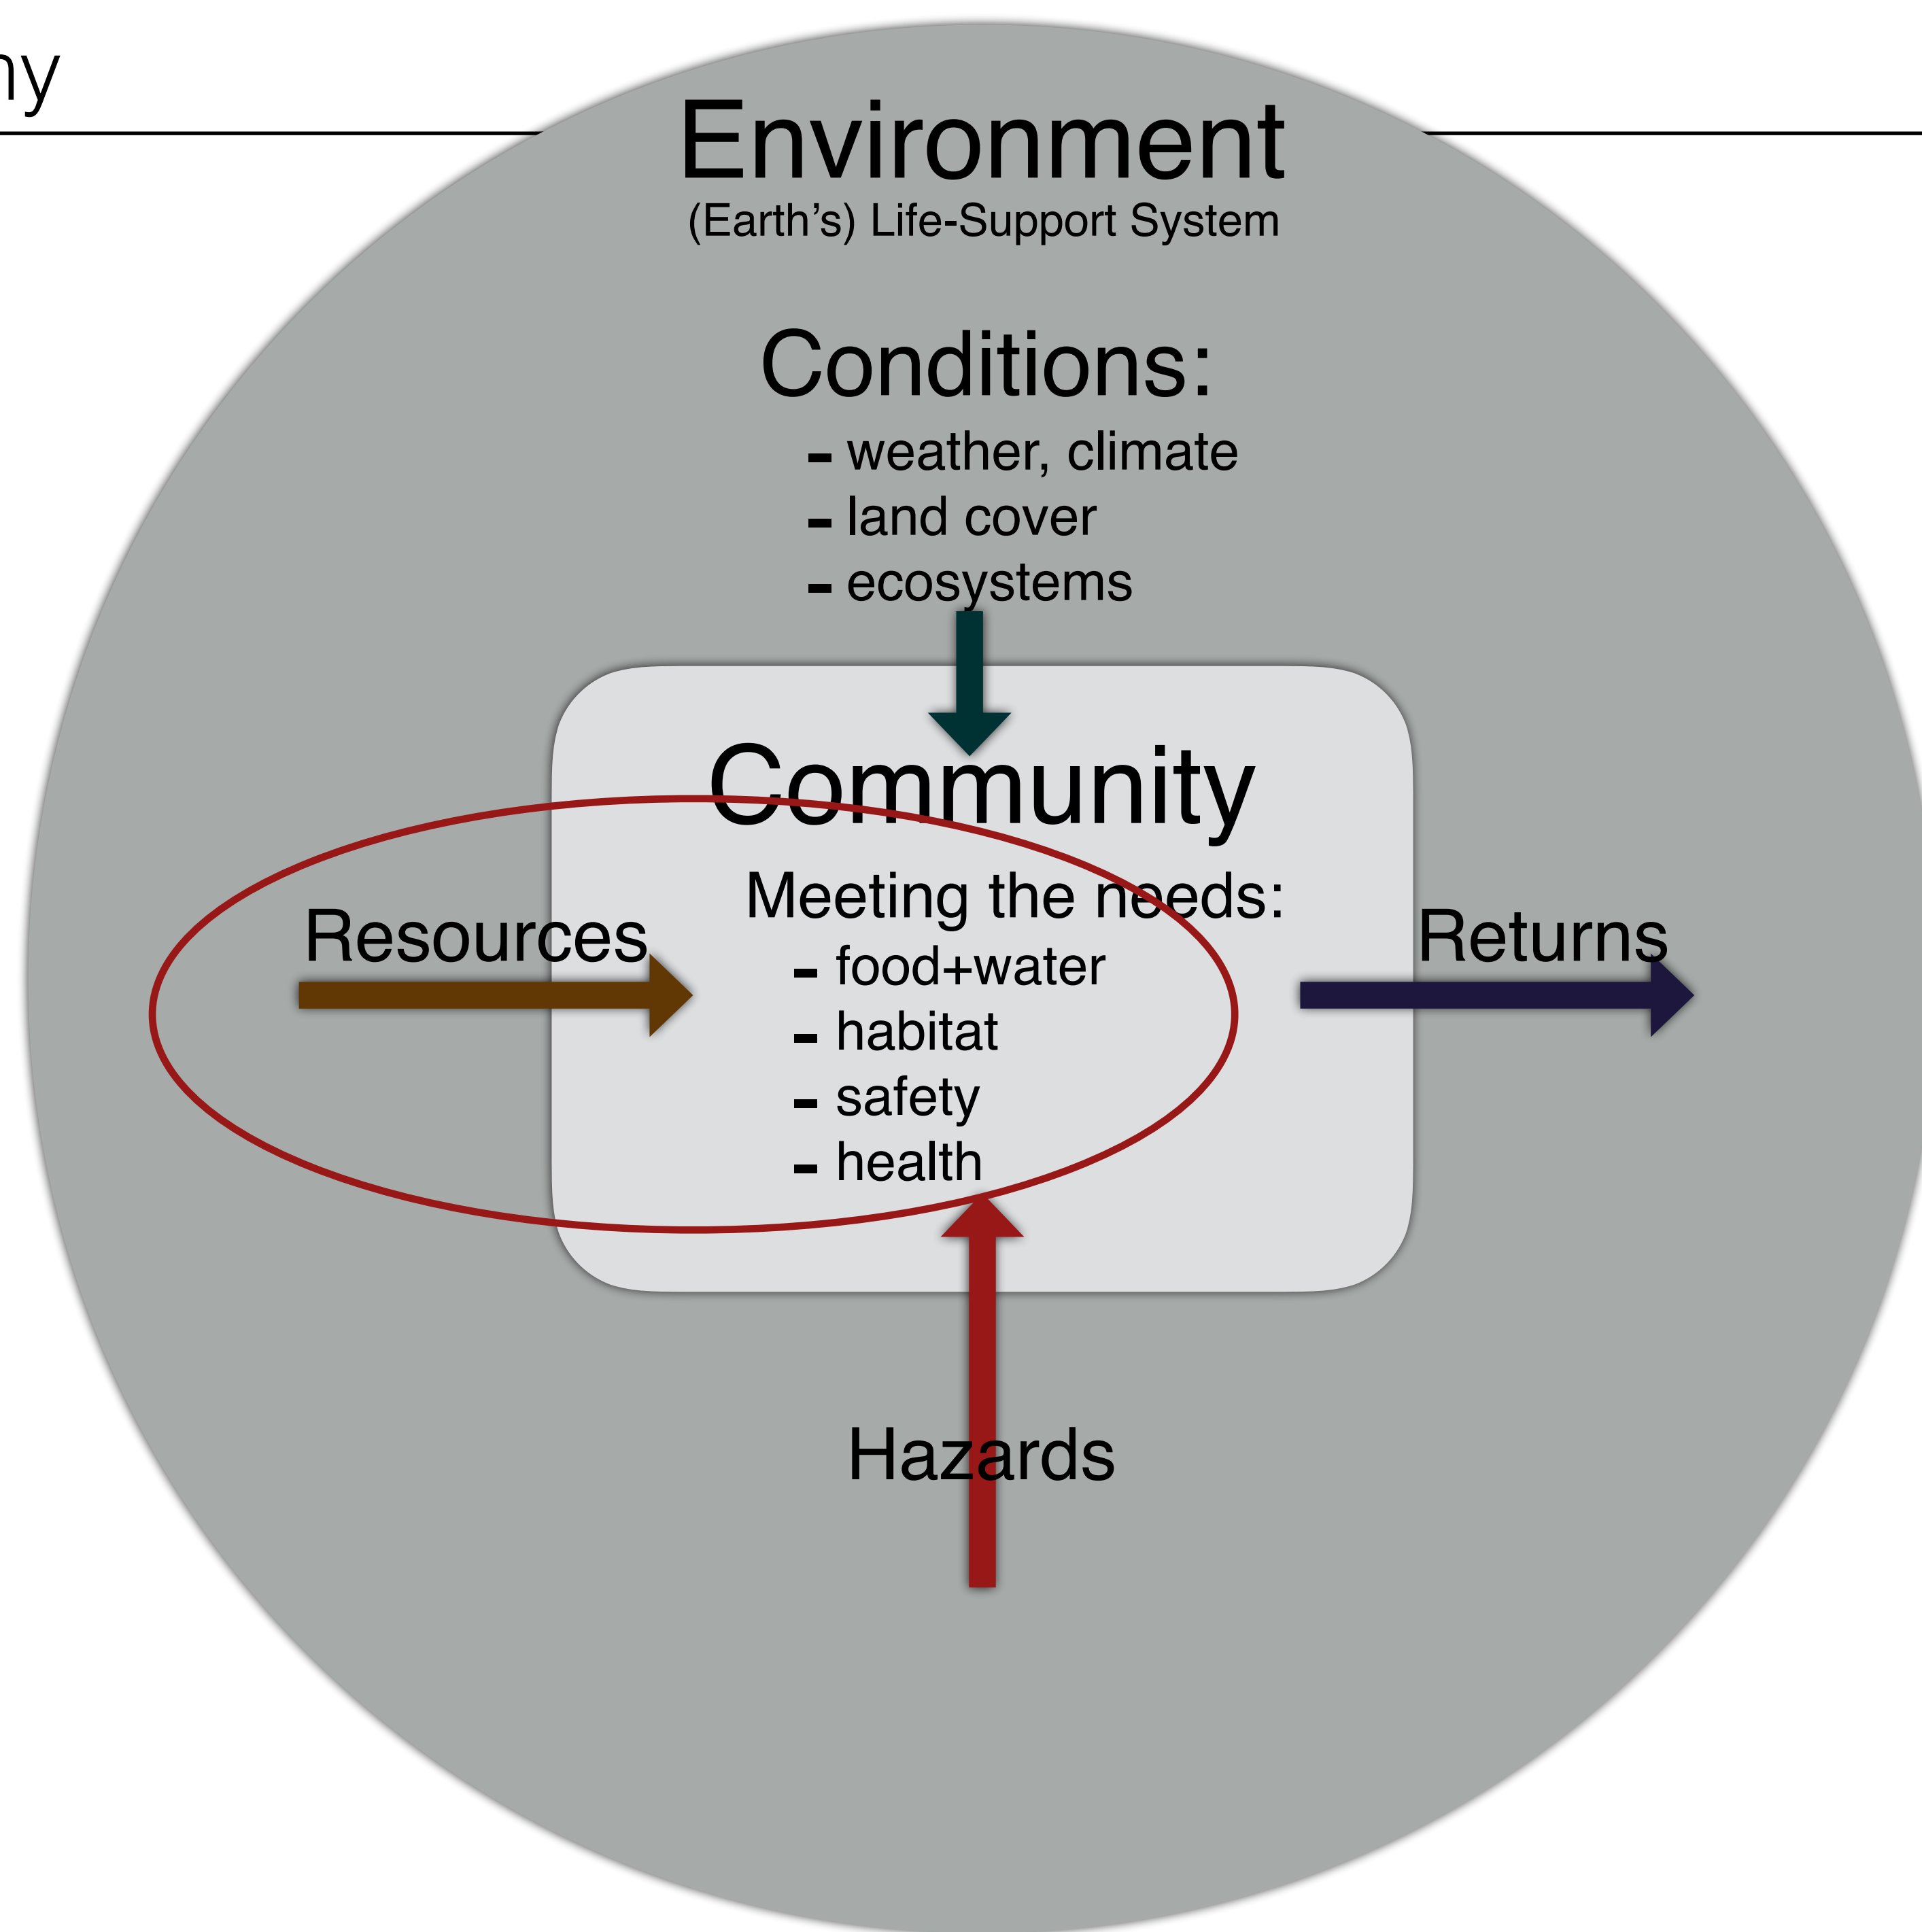 Environment
(Earth’s) Life-Support System
Conditions:
- weather, climate
- land cover
- ecosystems
Community
Meeting the needs:
- food+water
- habitat
- safety
- health
Resources
Returns
Hazards